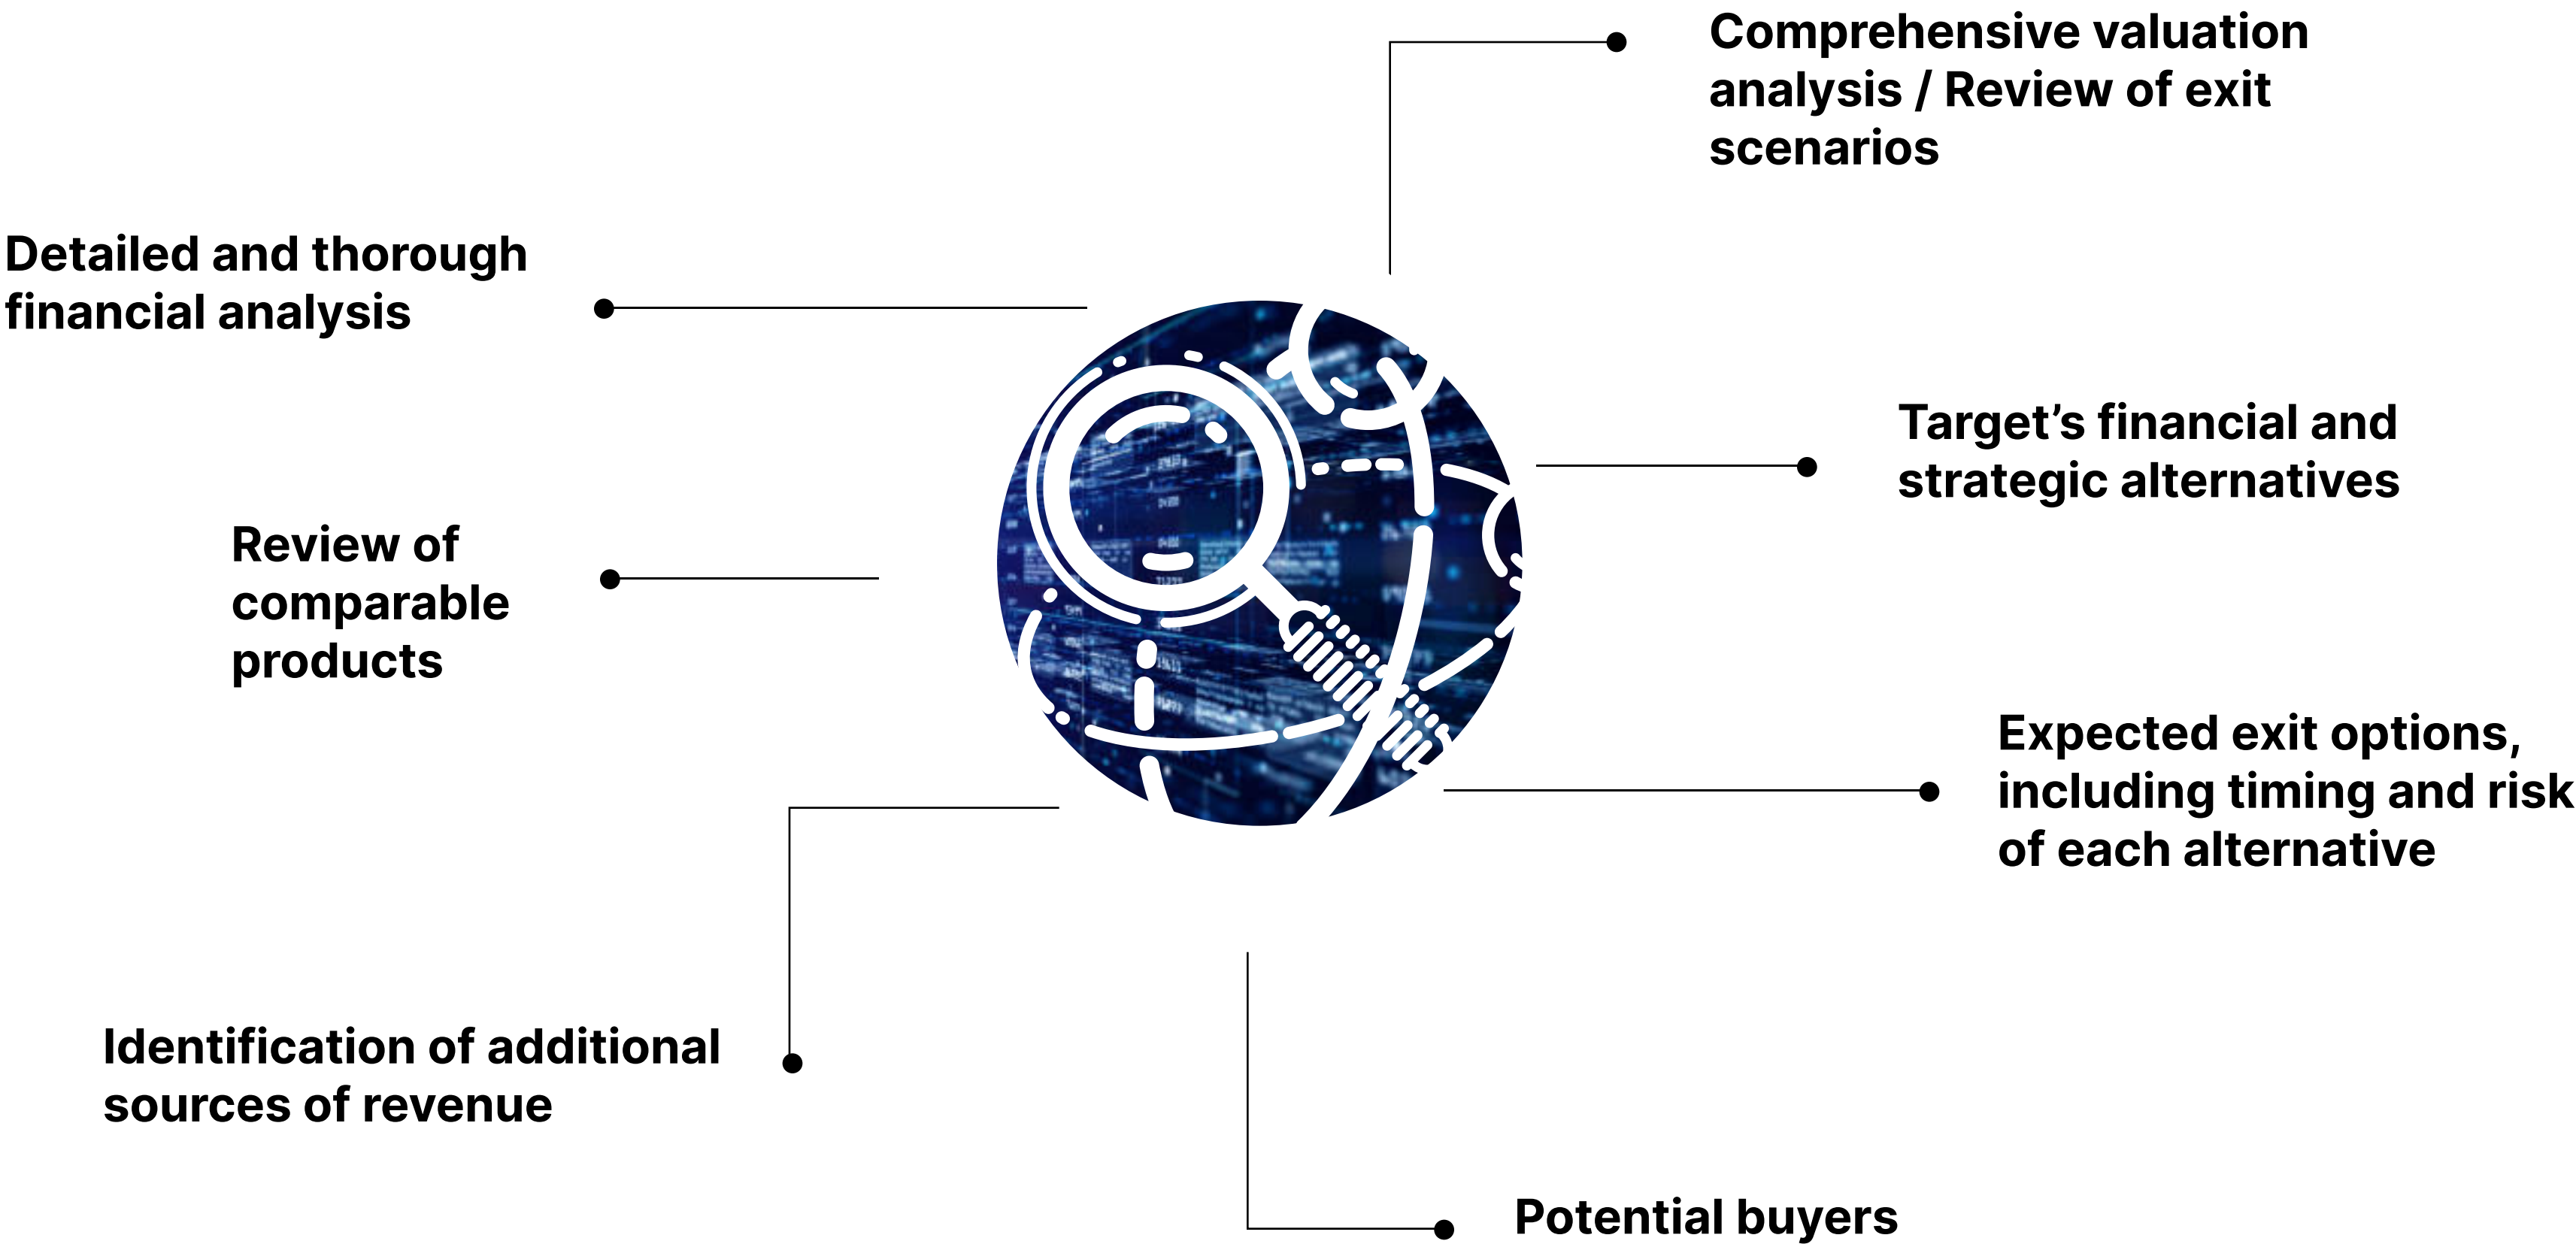 Comprehensive valuation
analysis / Review of exit
scenarios
Detailed and thorough
financial analysis
Target’s financial and
strategic alternatives
Review of
comparable
products
Expected exit options,
including timing and risk
of each alternative
Identification of additional
sources of revenue
Potential buyers